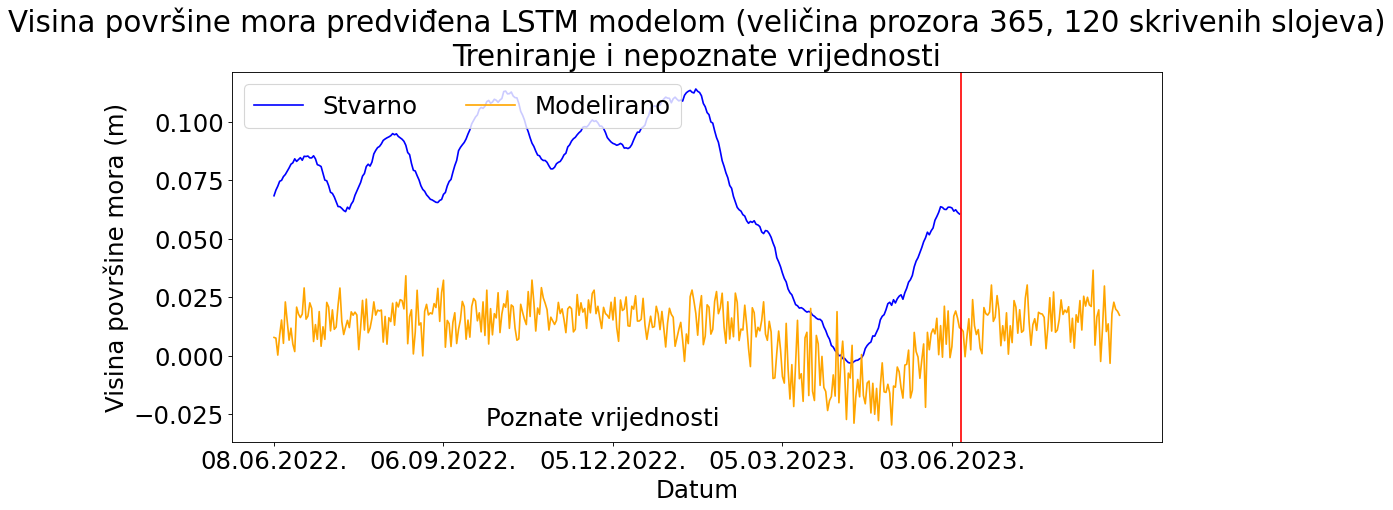 Visina površine mora predviđena LSTM modelom (veličina prozora 365, 120 skrivenih slojeva)
Treniranje i nepoznate vrijednosti
Stvarno
Modelirano
Visina površine mora (m)
0.100
0.075
0.050
0.025
0.000
−0.025
Poznate vrijednosti
08.06.2022.
06.09.2022.
05.12.2022.
05.03.2023.
03.06.2023.
Datum